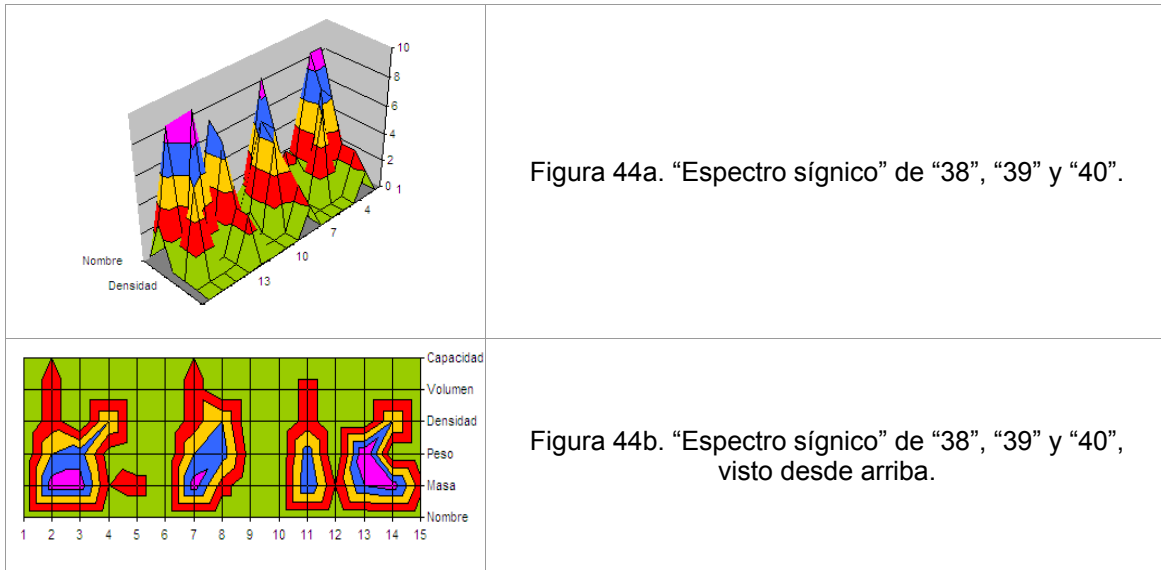 10
8
6
4
2
0
1
4
7
10
13
Nombre
Densidad
Figura 44a. “Espectro sígnico” de “38”, “39” y “40”.
Capacidad
Volumen
Densidad
Peso
Masa
Nombre
1 2 3 4 5 6 7 8 9 10 11 12 13 14 15
Figura 44b. “Espectro sígnico” de “38”, “39” y “40”,
visto desde arriba.